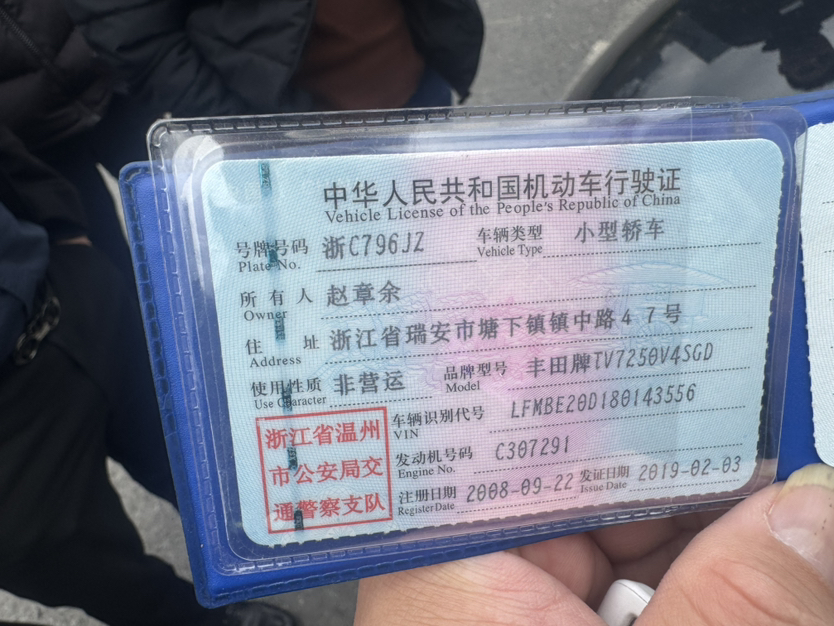 中华人民共和国机动车行驶证
Vehicle License of the People's Republic of China
号牌号码 浙C796JZ 车辆类型 小型轿车
Plate No. Vehicle Type
所有人 赵章余
Owner
住址 浙江省瑞安市塘下镇镇中路47号
Address
使用性质 非营运 品牌型号 丰田牌TV7250V4SGD
Use Character Model
浙江省温州
市公安局交
通警察支队
车辆识别代号 LFMBE20D180143556
VIN
发动机号码 C307291
Engine No.
注册日期 2008-09-22 发证日期 2019-02-03
Register Date Issue Date